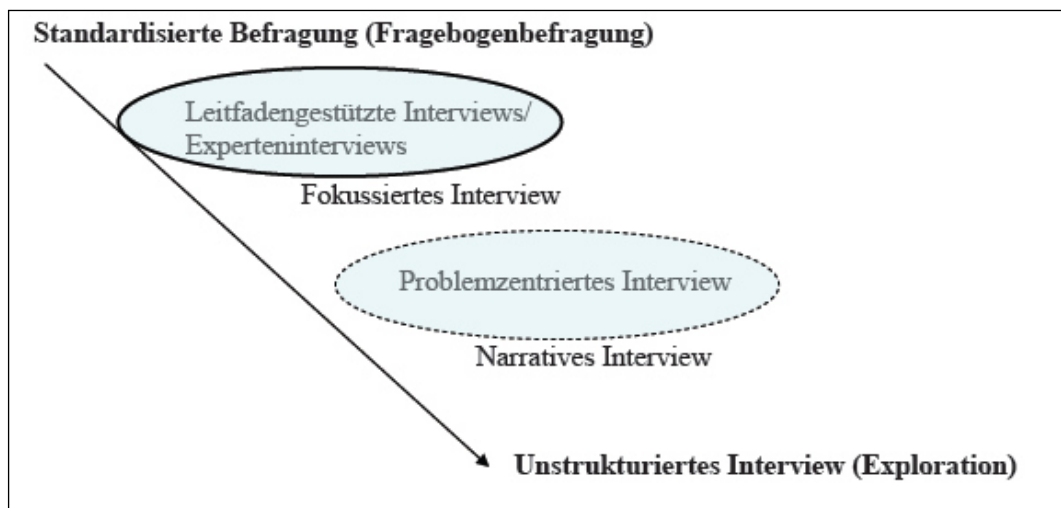 Standardisierte Befragung (Fragebogenbefragung)
Leitfadengestützte Interviews/
Experteninterviews
Fokussiertes Interview
Problemzentriertes Interview
Narratives Interview
Unstrukturiertes Interview (Exploration)